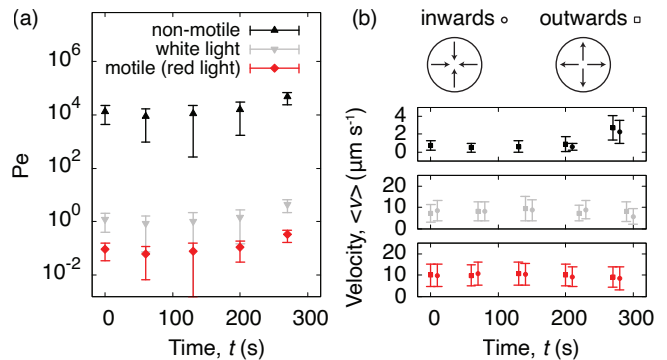 (a)
non-motile
white light
motile (red light)
10^6
10^4
10^2
10^0
10^-2
Pe
0 100 200 300
Time, t (s)
(b)
inwards
outwards
4
2
0
20
10
0
20
10
0
Velocity, <v> (μm s^-1)
0 100 200 300
Time, t (s)